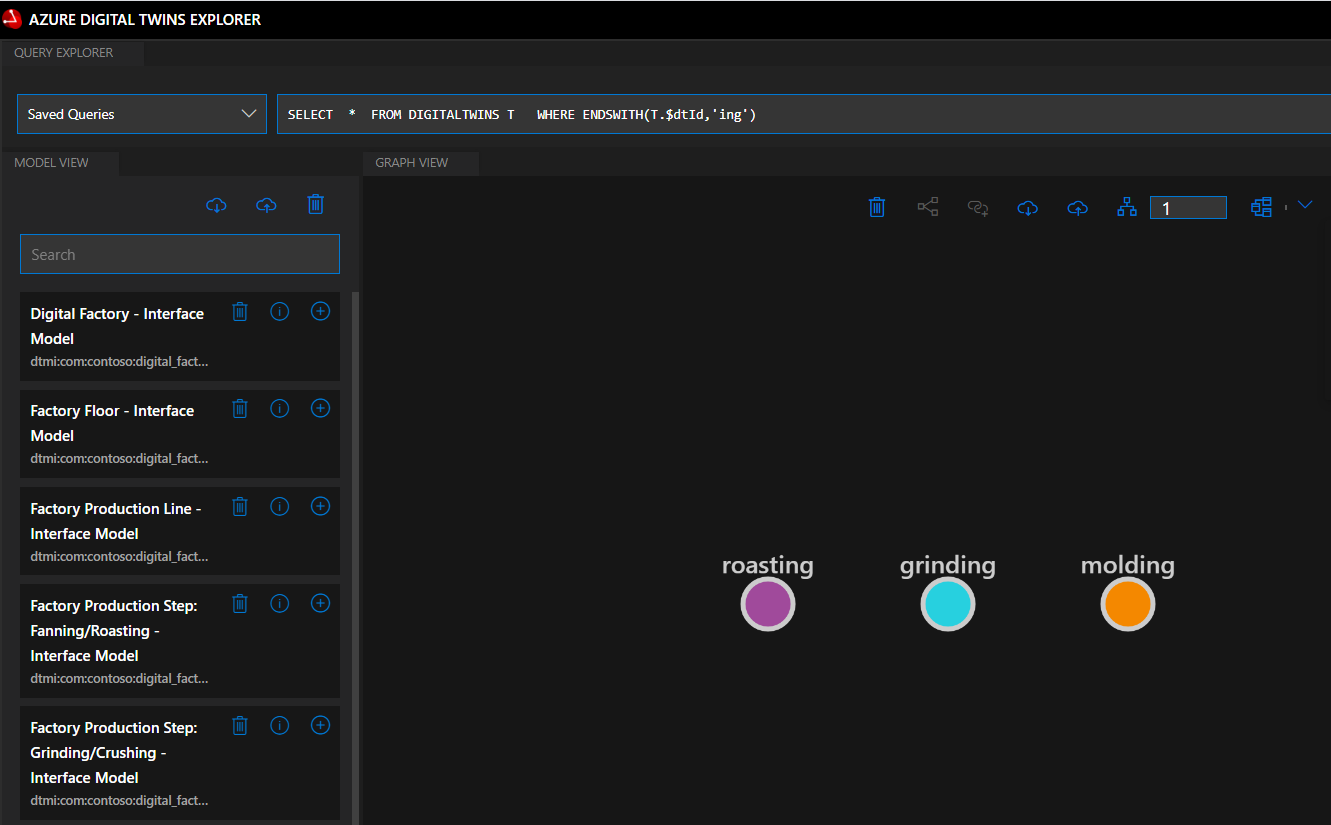 AZURE DIGITAL TWINS EXPLORER
QUERY EXPLORER
Saved Queries
SELECT * FROM DIGITALTWINS T WHERE ENDSWITH(T.$dtId,'ing')
MODEL VIEW
GRAPH VIEW
1
Search
Digital Factory - Interface
Model
dtmi:com:contoso:digital_fact...
Factory Floor - Interface
Model
dtmi:com:contoso:digital_fact...
Factory Production Line -
Interface Model
dtmi:com:contoso:digital_fact...
Factory Production Step:
Fanning/Roasting -
Interface Model
dtmi:com:contoso:digital_fact...
Factory Production Step:
Grinding/Crushing -
Interface Model
dtmi:com:contoso:digital_fact...
roasting
grinding
molding